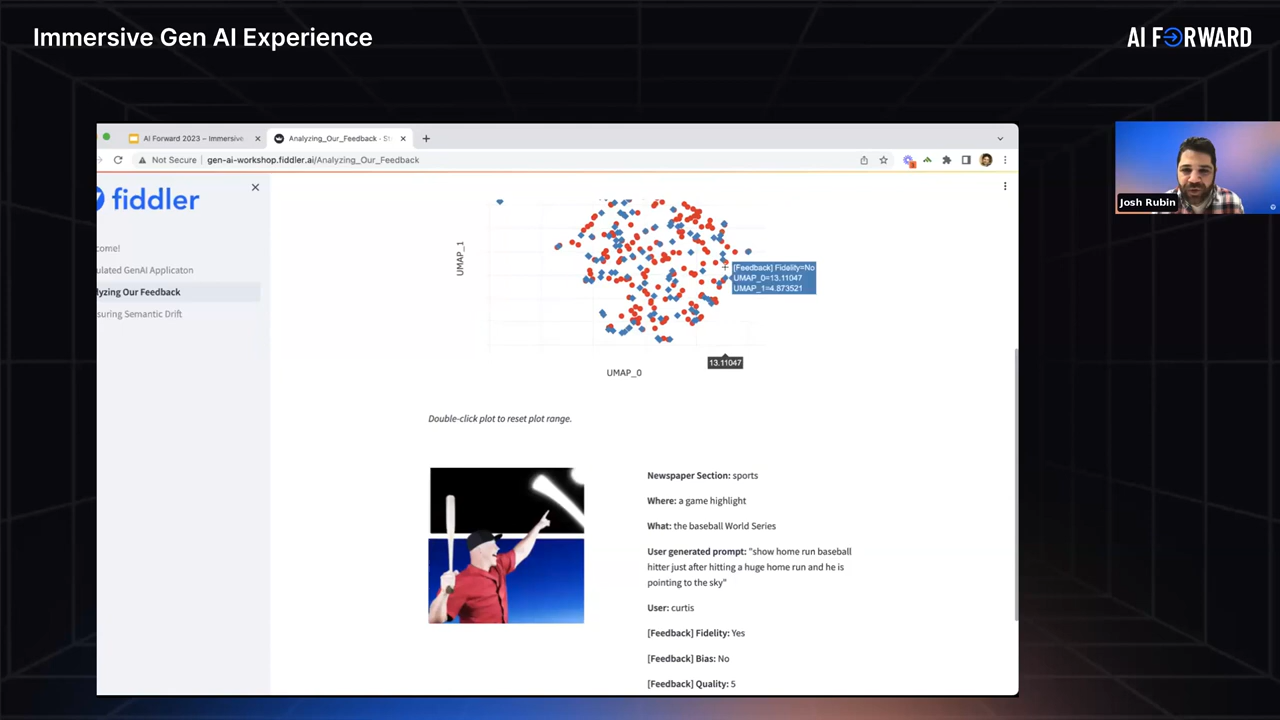 Immersive Gen AI Experience
AI FORWARD
AI Forward 2023 – Immersive
Analyzing_Our_Feedback - St
Not Secure
gen-ai-workshop.fiddler.ai/Analyzing_Our_Feedback
Josh Rubin
fiddler
come!
ulated GenAI Applicaton
lyzing Our Feedback
suring Semantic Drift
UMAP_1
[Feedback] Fidelity=No
UMAP_0=13.11047
UMAP_1=4.873521
13.11047
UMAP_0
Double-click plot to reset plot range.
Newspaper Section: sports
Where: a game highlight
What: the baseball World Series
User generated prompt: "show home run baseball
hitter just after hitting a huge home run and he is
pointing to the sky"
User: curtis
[Feedback] Fidelity: Yes
[Feedback] Bias: No
[Feedback] Quality: 5